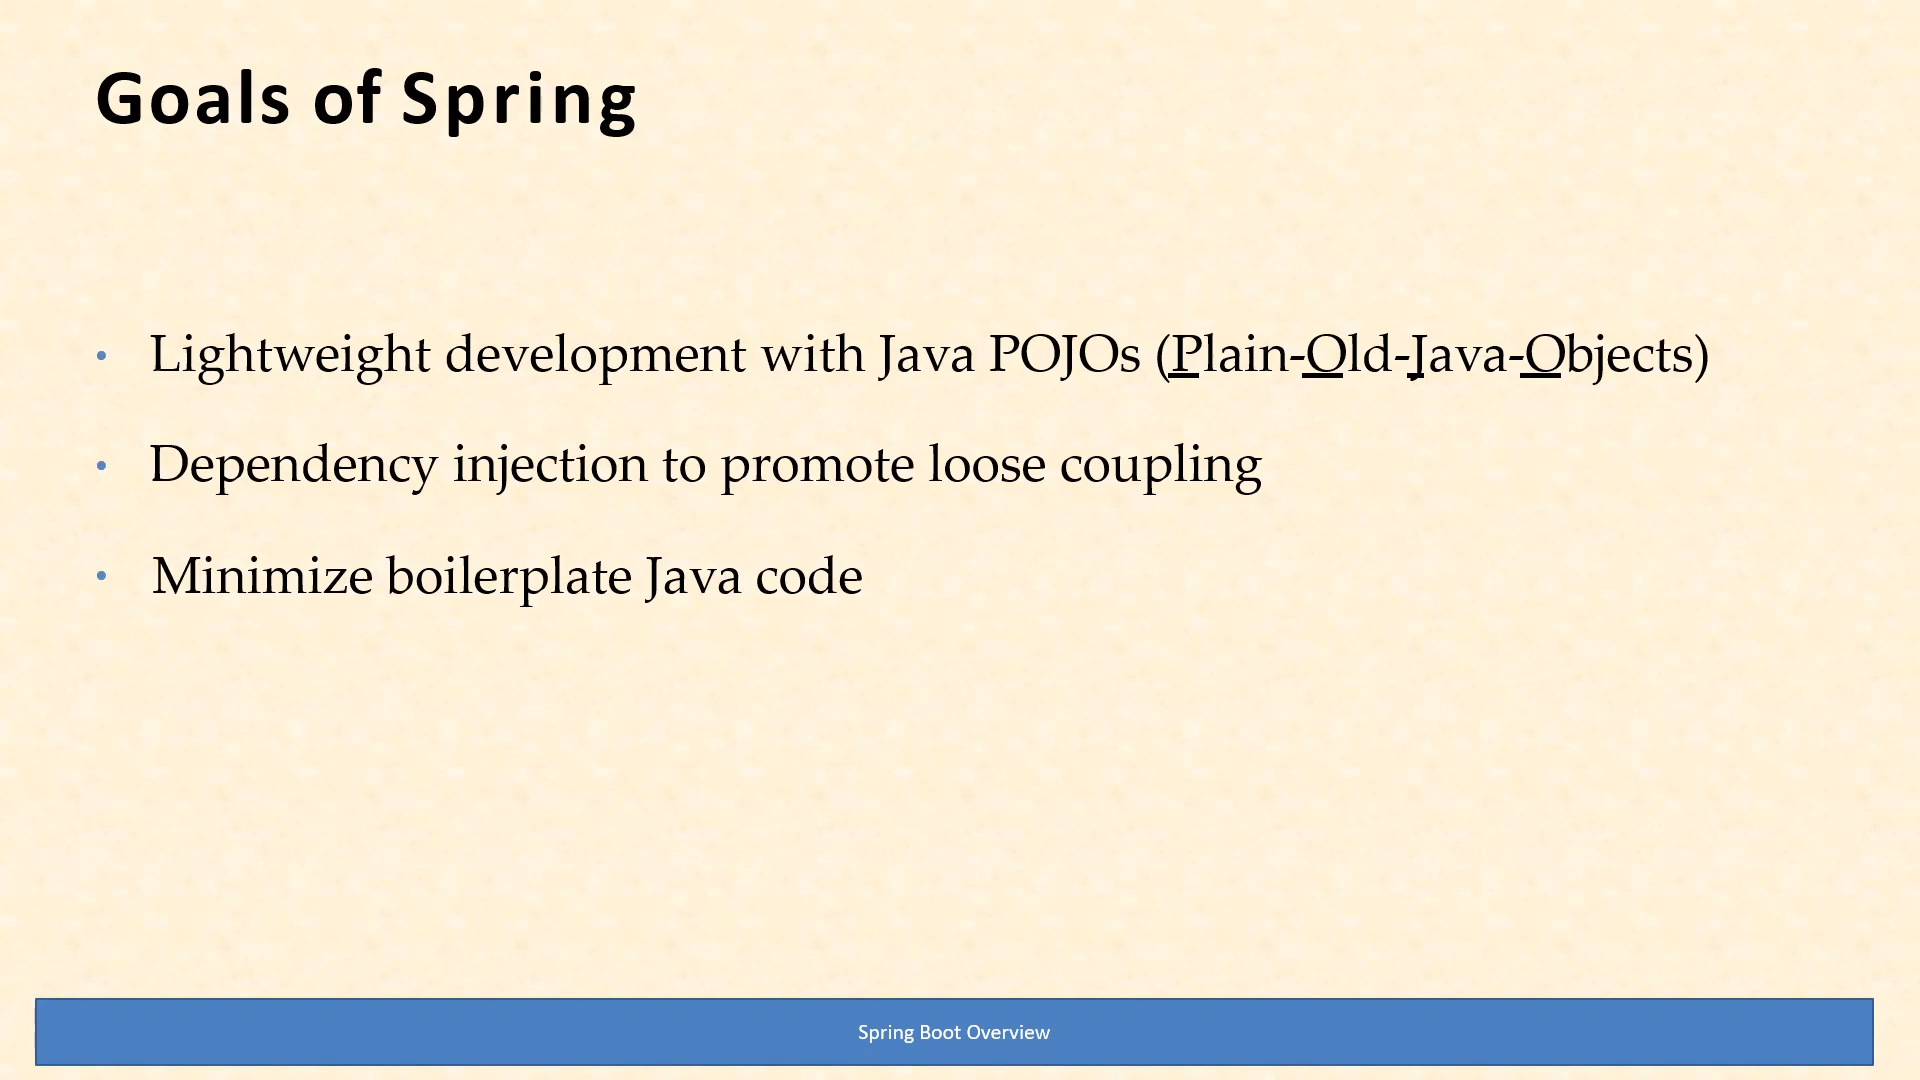 Goals of Spring
• Lightweight development with Java POJOs (Plain-Old-Java-Objects)
• Dependency injection to promote loose coupling
• Minimize boilerplate Java code
Spring Boot Overview